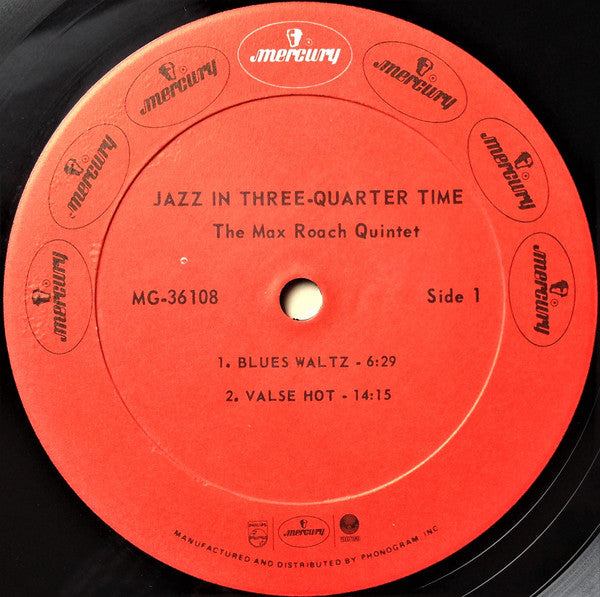 mercury
mercury
mercury
mercury
mercury
mercury
mercury
JAZZ IN THREE-QUARTER TIME
The Max Roach Quintet
MG-36108 Side 1
1. BLUES WALTZ - 6:29
2. VALSE HOT - 14:15
PHILIPS mercury
MANUFACTURED AND DISTRIBUTED BY PHONOGRAM, INC